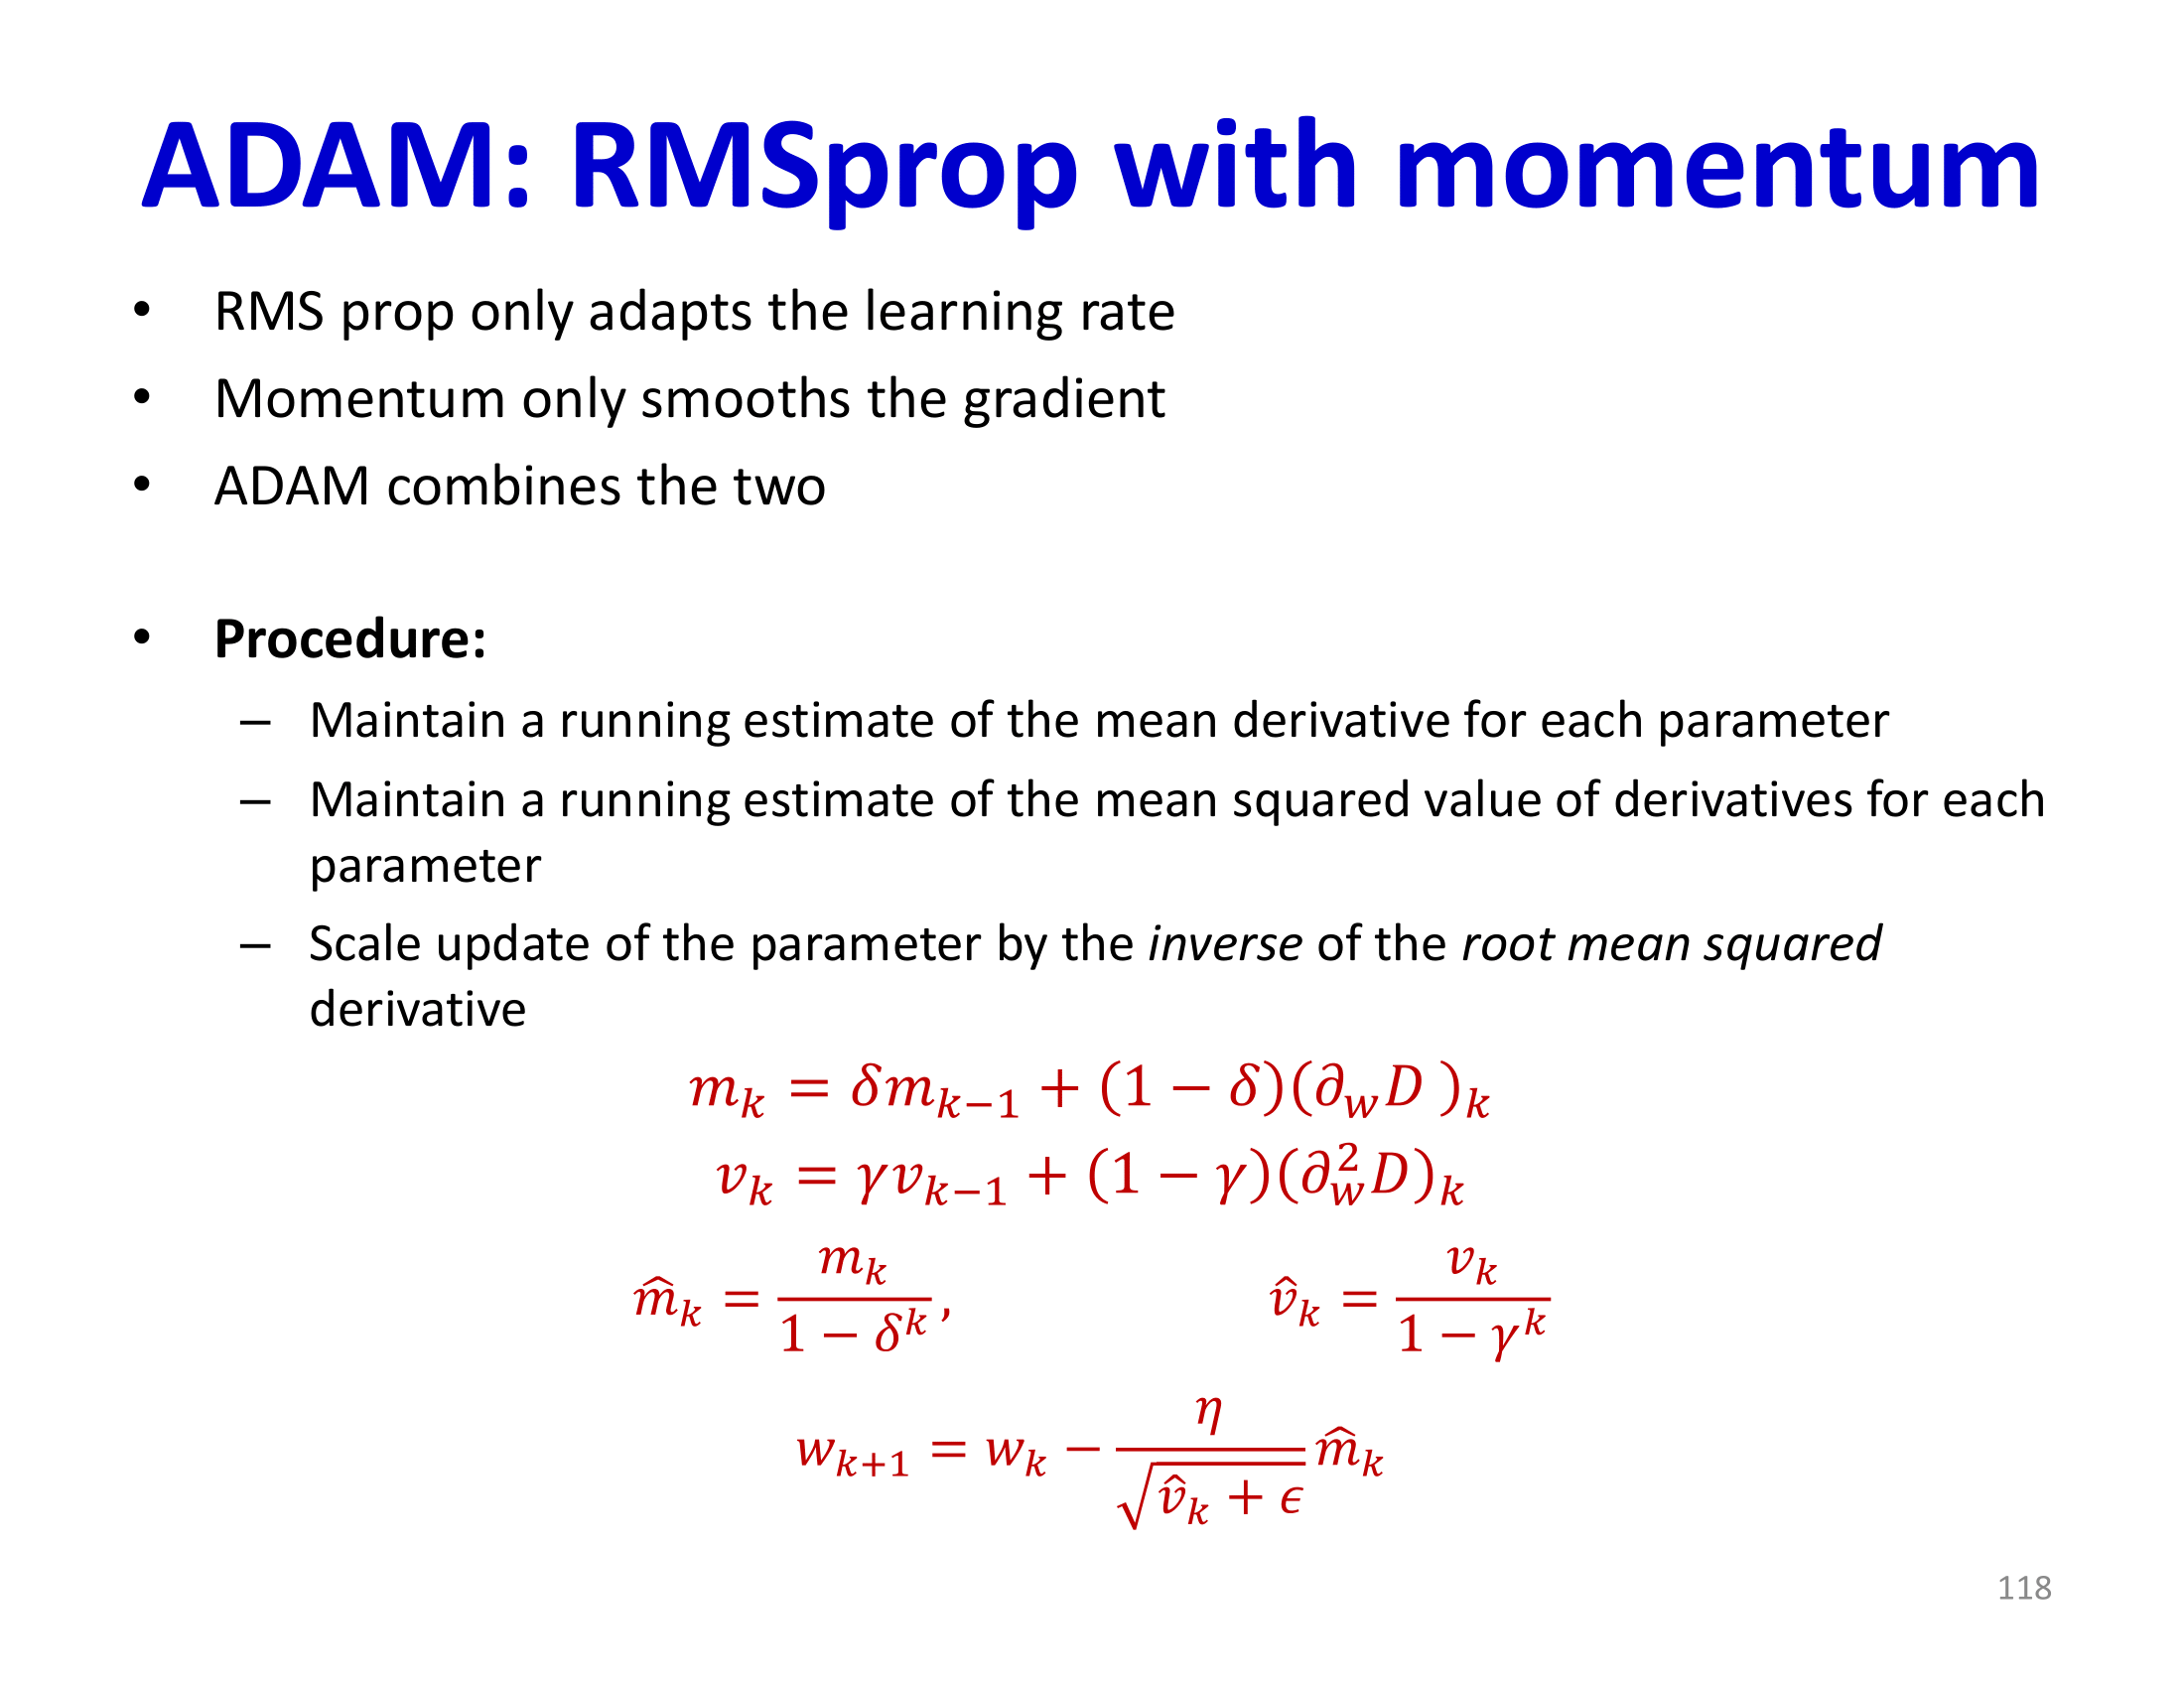 ADAM: RMSprop with momentum
• RMS prop only adapts the learning rate
• Momentum only smooths the gradient
• ADAM combines the two
• Procedure:
– Maintain a running estimate of the mean derivative for each parameter
– Maintain a running estimate of the mean squared value of derivatives for each
parameter
– Scale update of the parameter by the inverse of the root mean squared
derivative
$m_k = \delta m_{k-1} + (1 - \delta)(\partial_w D)_k$
$v_k = \gamma v_{k-1} + (1 - \gamma)(\partial_w^2 D)_k$
$\hat{m}_k = \frac{m_k}{1 - \delta^k}, \quad \hat{v}_k = \frac{v_k}{1 - \gamma^k}$
$w_{k+1} = w_k - \frac{\eta}{\sqrt{\hat{v}_k + \epsilon}} \hat{m}_k$
118